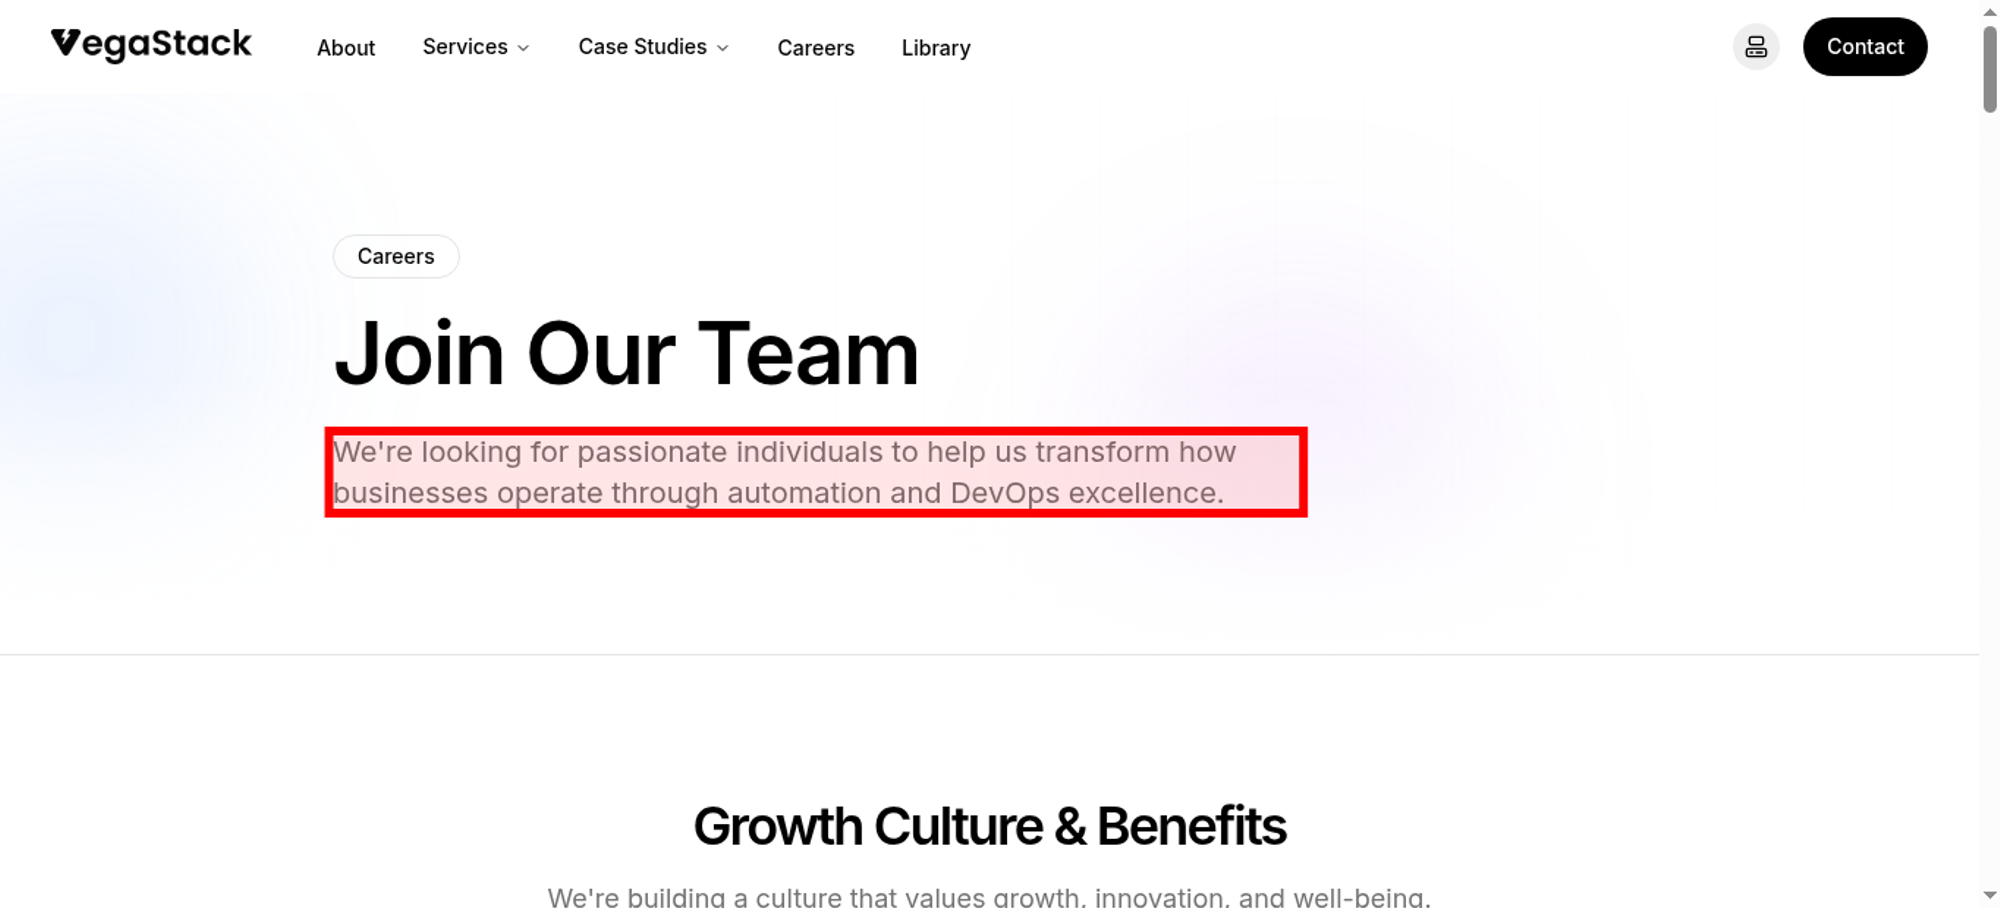 VegaStack
About
Services
Case Studies
Careers
Library
Contact
Careers
Join Our Team
We're looking for passionate individuals to help us transform how
businesses operate through automation and DevOps excellence.
Growth Culture & Benefits
We're building a culture that values growth, innovation, and well-being.